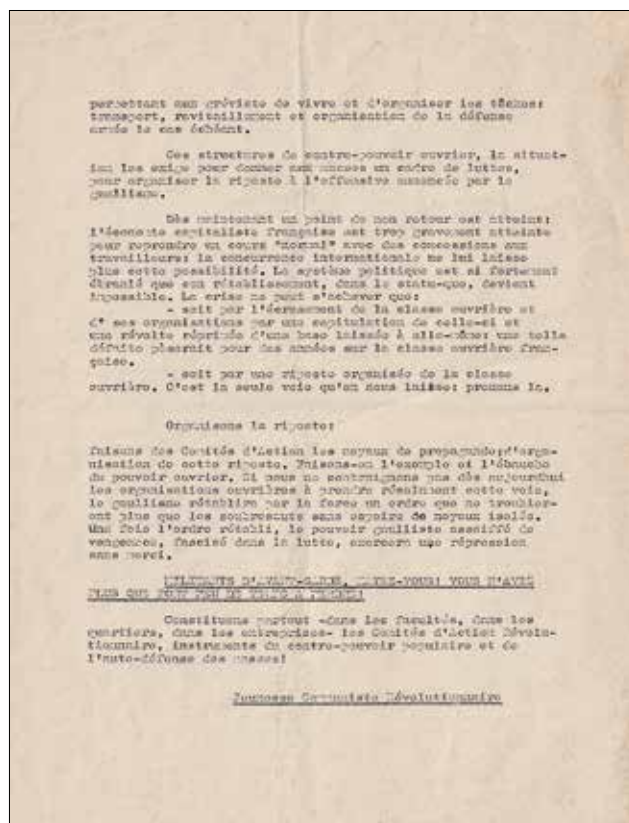 permettant aux gréviste de vivre et d'organiser les tâches:
transport, ravitaillement et organisation de la défense
armée le cas échéant.
Ces structures de contre-pouvoir ouvrier, la situat-
ion les exige pour donner aux masses un cadre de luttes,
pour organiser la riposte à l'offensive annoncée par le
gaullisme.
Dès maintenant un point de non retour est atteint:
l'économie capitaliste française est trop gravement atteinte
pour reprendre un cours "normal" avec des concessions aux
travailleurs: la concurrence internationale ne lui laisse
plus cette possibilité. Le système politique est si fortement
ébranlé que son rétablissement, dans le statu-quo, devient
impossible. La crise ne peut s'achever que:
- soit par l'écrasement de la classe ouvrière et
d' ses organisations par une capitulation de celle-ci et
une révolte réprimée d'une base laissée à elle-même: une telle
défaite pèserait pour des années sur la classe ouvrière fran-
çaise.
- soit par une riposte organisée de la classe
ouvrière. C'est la seule voie qu'on nous laisse: prenons la.
Organisons la riposte:
faisons des Comités d'Action les noyaux de propagande;d'orga-
nisation de cette riposte. Faisons-en l'exemple et l'ébauche
du pouvoir ouvrier. Si nous ne contraignons pas dès aujourdhui
les organisations ouvrières à prendre résolument cette voie,
le gaullisme rétablira par la force un ordre que ne troubler-
ont plus que les soubresauts sans espoirs de noyaux isolés.
Une fois l'ordre rétabli, le pouvoir gaulliste assoiffé de
vengeance, fascisé dans la lutte, exercera une répression
sans merci.
MILITANTS D'AVANT-GARDE, HATEZ-VOUS! VOUS N'AVEZ
PLUS QUE FORT PEU DE TEMPS A PERDRE!
Constituons partout -dans les facultés, dans les
quartiers, dans les entreprises- les Comités d'Action Révolu-
tionnaire, instruments du contre-pouvoir populaire et de
l'auto-défense des masses!
Jeunesse Communiste Révolutionnaire